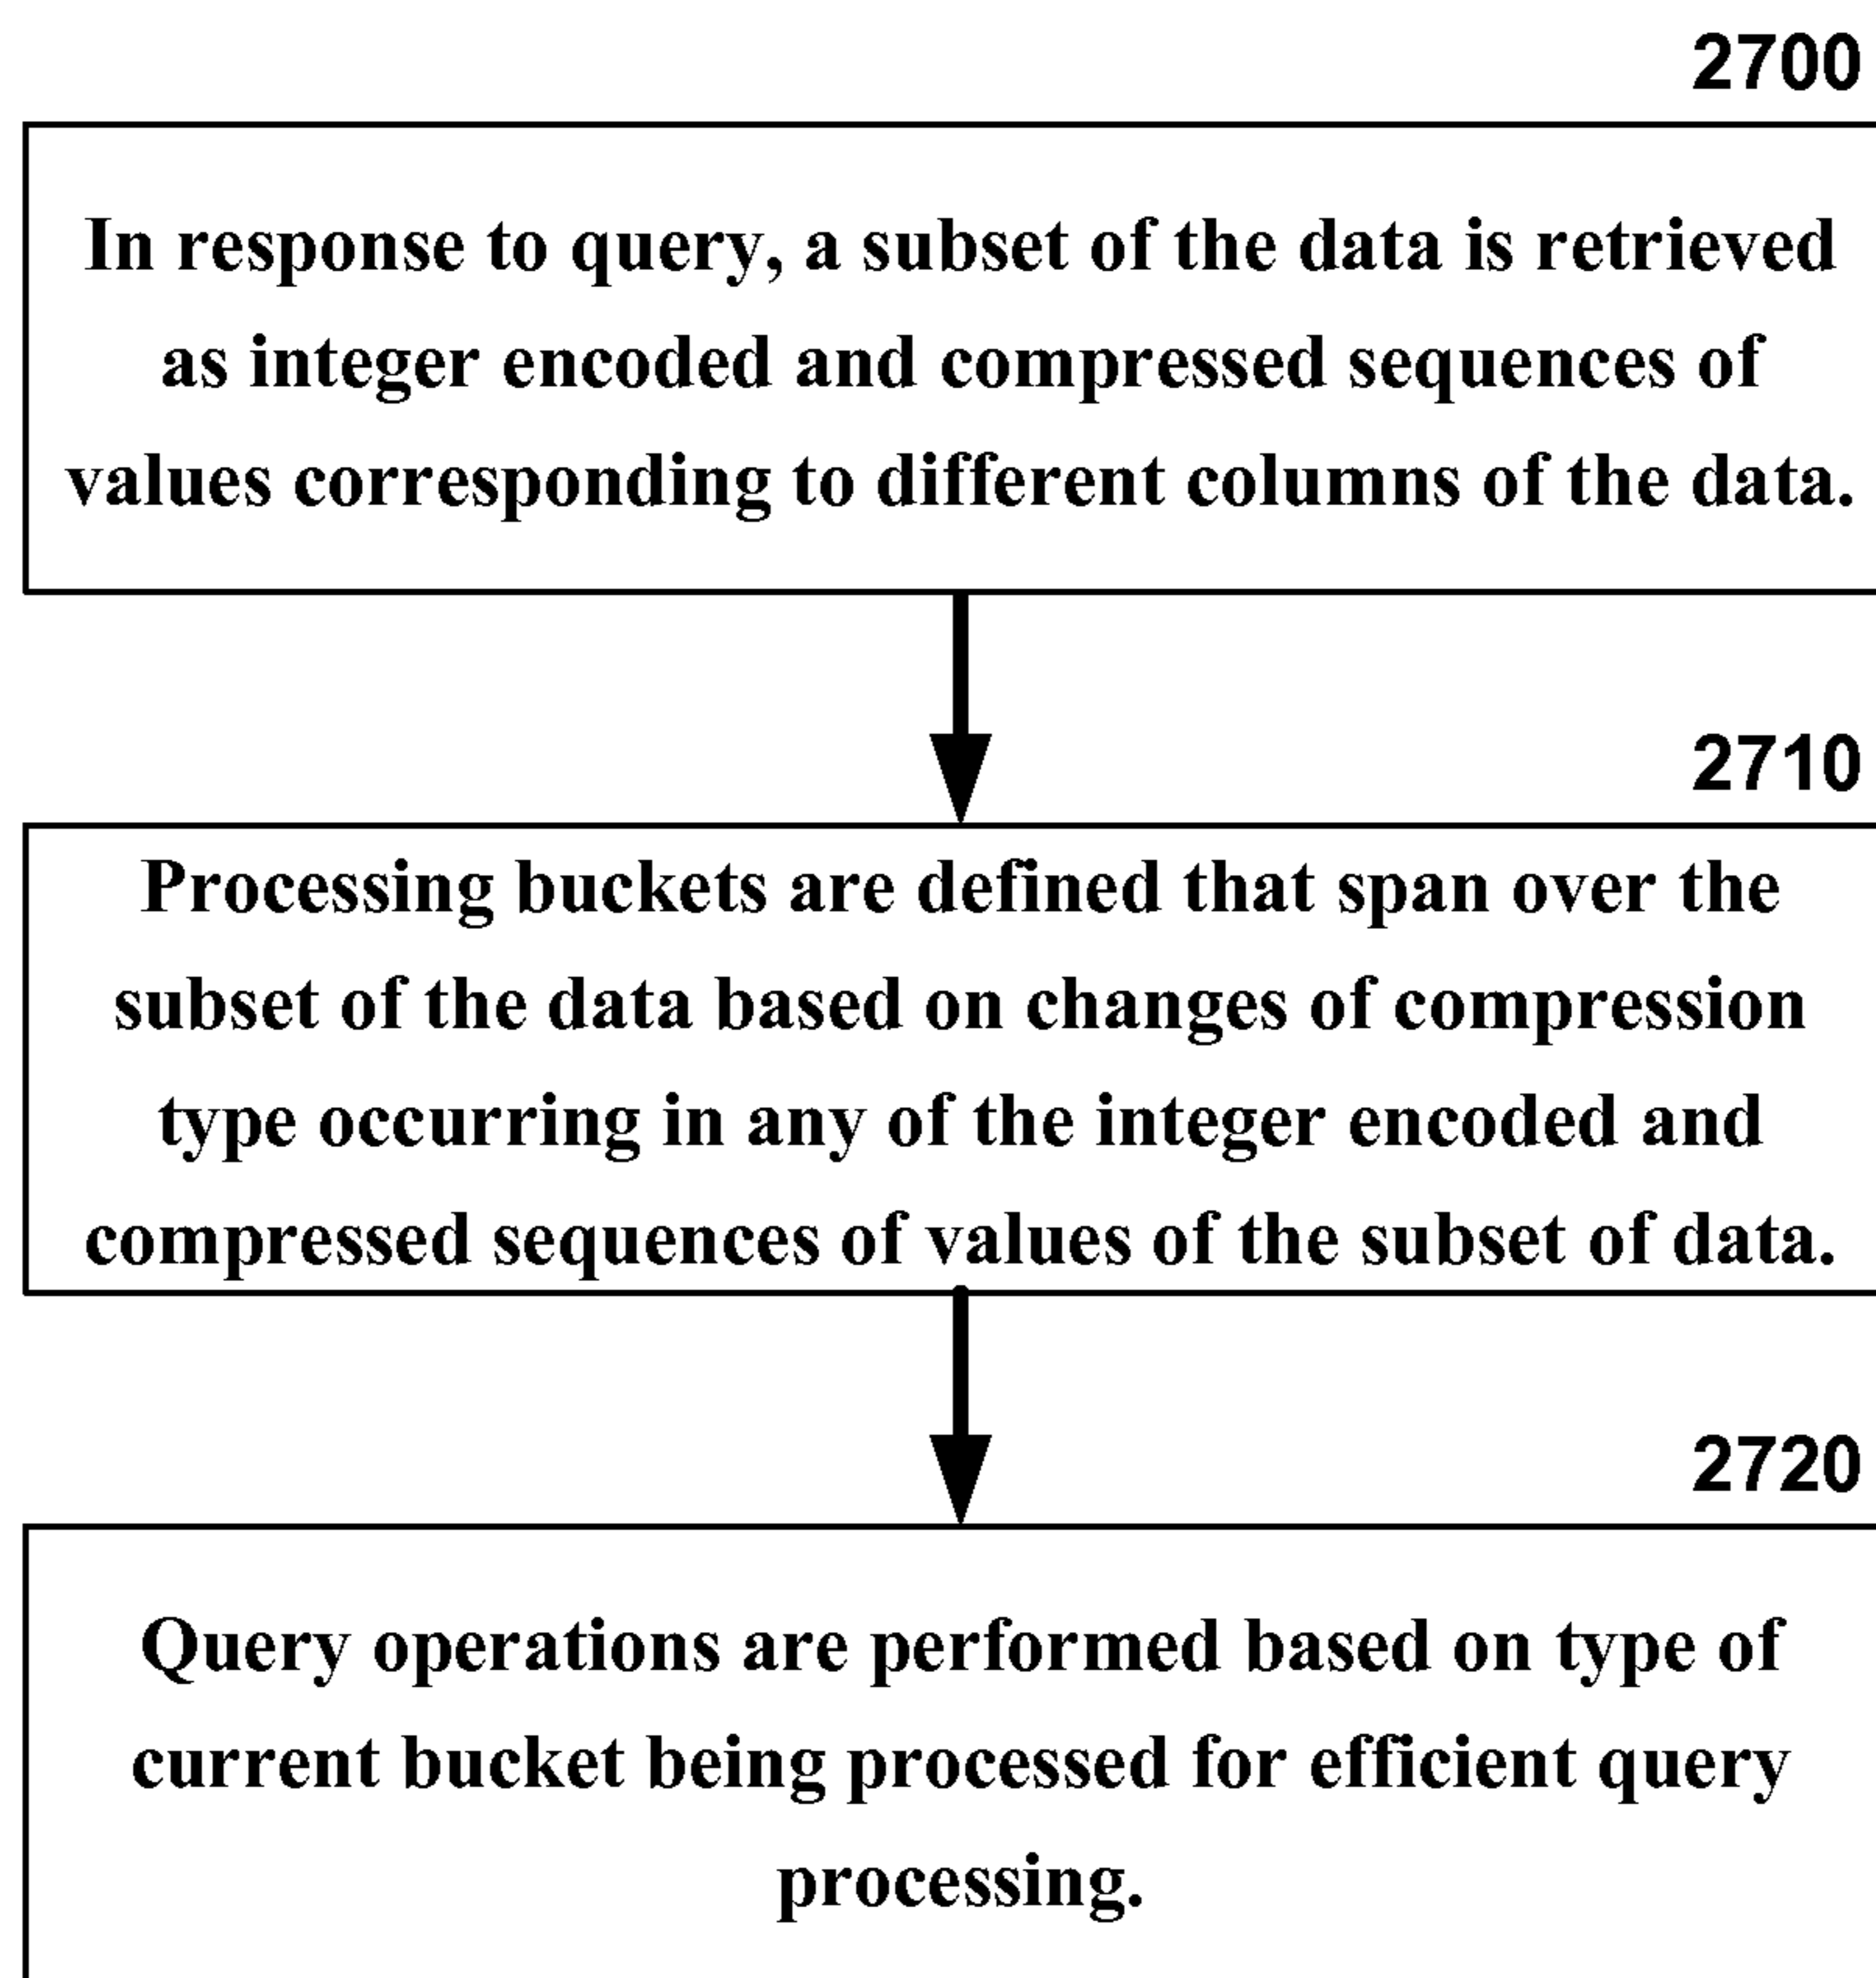 2700
In response to query, a subset of the data is retrieved
as integer encoded and compressed sequences of
values corresponding to different columns of the data.
2710
Processing buckets are defined that span over the
subset of the data based on changes of compression
type occurring in any of the integer encoded and
compressed sequences of values of the subset of data.
2720
Query operations are performed based on type of
current bucket being processed for efficient query
processing.